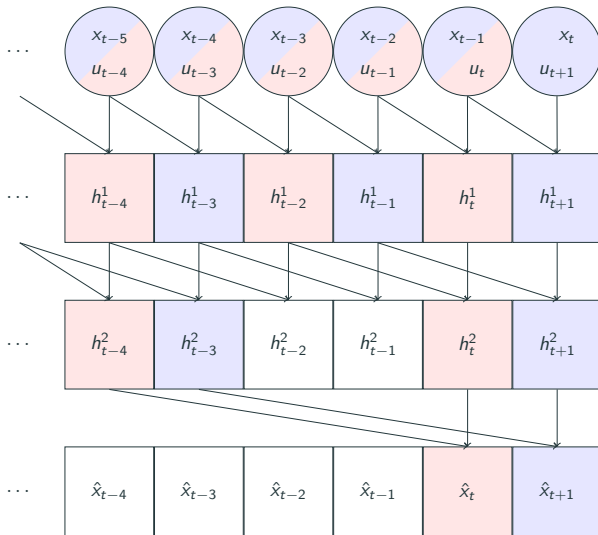 … x_{t−5} x_{t−4} x_{t−3} x_{t−2} x_{t−1} x_t
u_{t−4} u_{t−3} u_{t−2} u_{t−1} u_t u_{t+1}
… h^1_{t−4} h^1_{t−3} h^1_{t−2} h^1_{t−1} h^1_t h^1_{t+1}
… h^2_{t−4} h^2_{t−3} h^2_{t−2} h^2_{t−1} h^2_t h^2_{t+1}
… x̂_{t−4} x̂_{t−3} x̂_{t−2} x̂_{t−1} x̂_t x̂_{t+1}